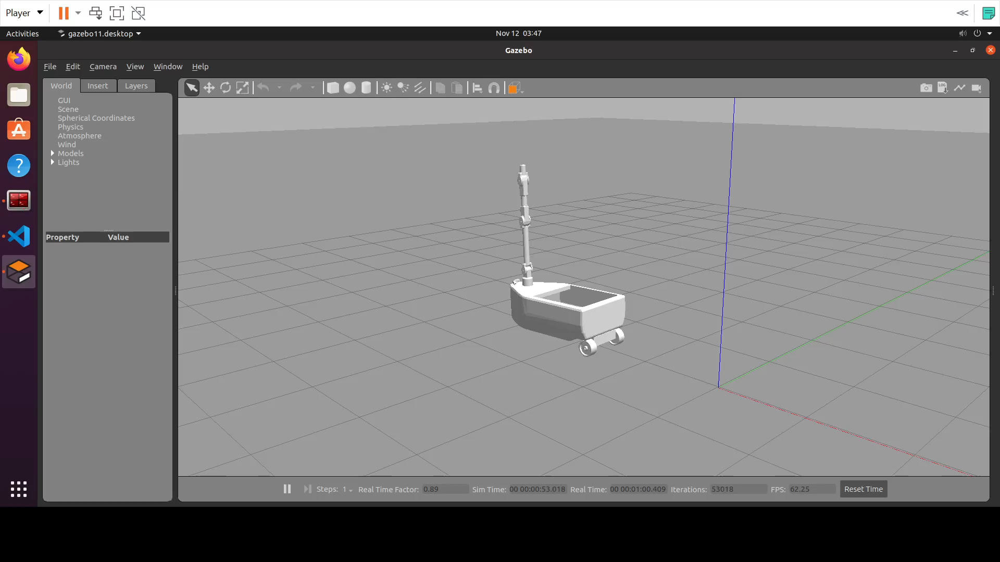 Player
Activities gazebo11.desktop Nov 12 03:47
Gazebo
File Edit Camera View Window Help
World Insert Layers
LOG
GUI
Scene
Spherical Coordinates
Physics
Atmosphere
Wind
Models
Lights
Property Value
Steps: 1 Real Time Factor: 0.89 Sim Time: 00 00:00:53.018 Real Time: 00 00:01:00.409 Iterations: 53018 FPS: 62.25 Reset Time